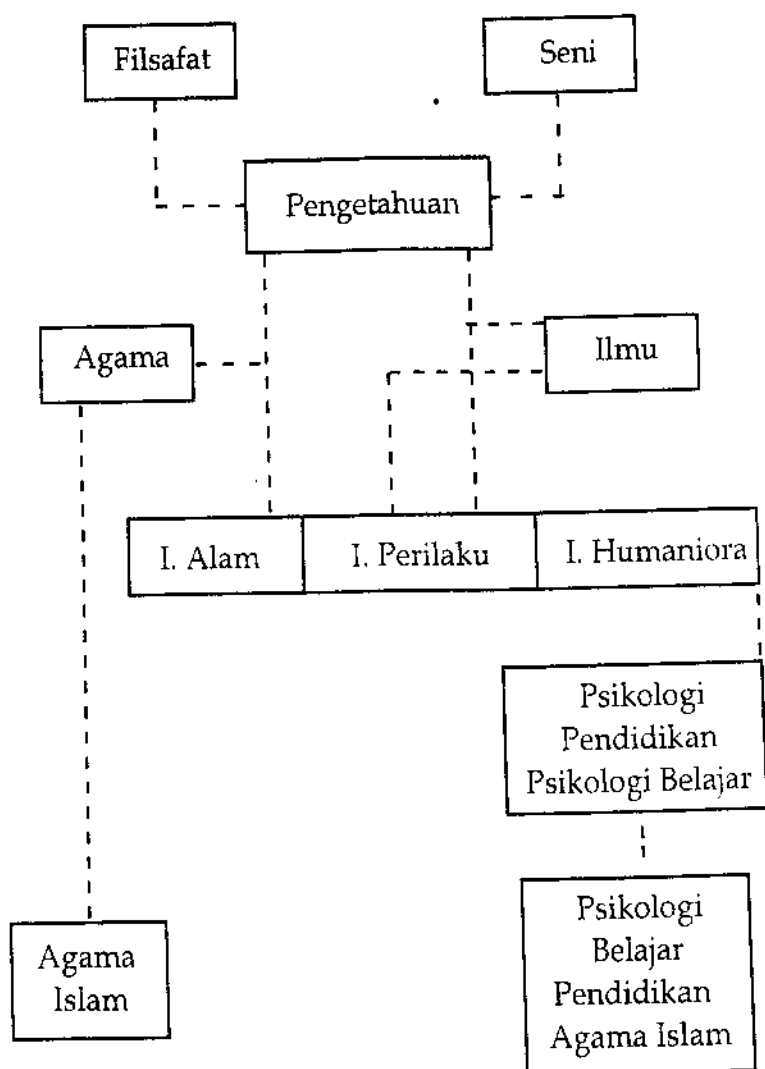 Filsafat
Seni
Pengetahuan
Agama
Ilmu
I. Alam
I. Perilaku
I. Humaniora
Psikologi
Pendidikan
Psikologi Belajar
Agama
Islam
Psikologi
Belajar
Pendidikan
Agama Islam